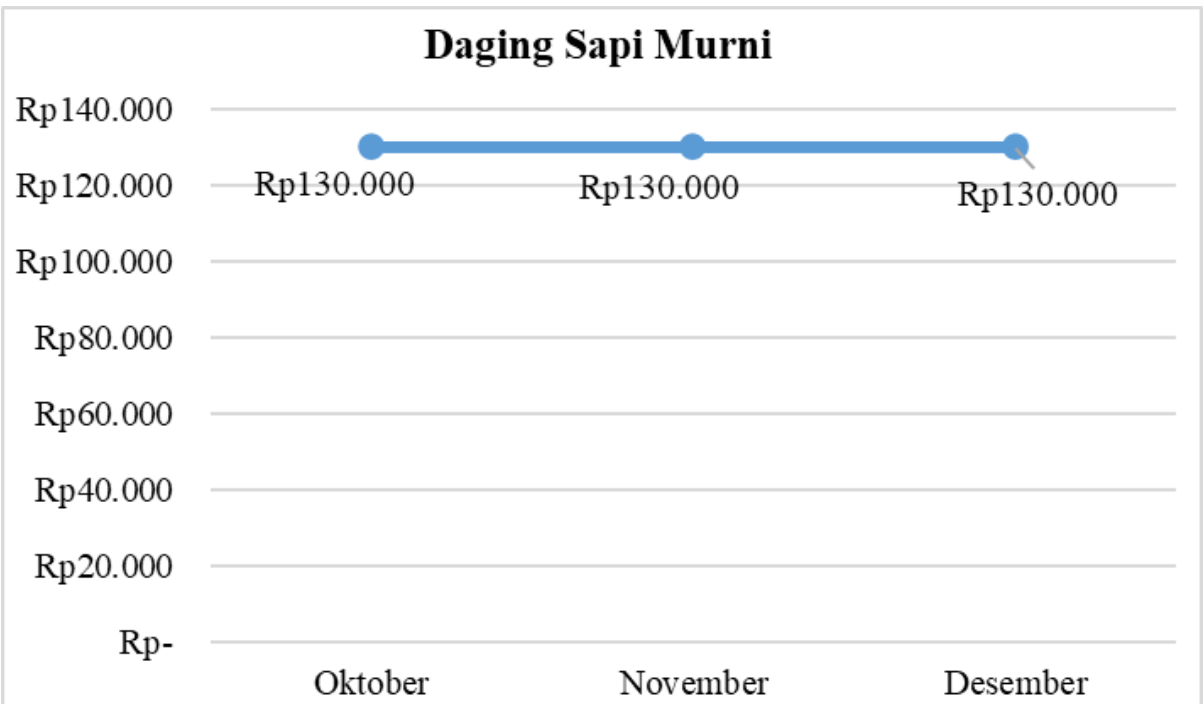 Daging Sapi Murni
Rp140.000
Rp120.000
Rp100.000
Rp80.000
Rp60.000
Rp40.000
Rp20.000
Rp-
Rp130.000
Rp130.000
Rp130.000
Oktober
November
Desember